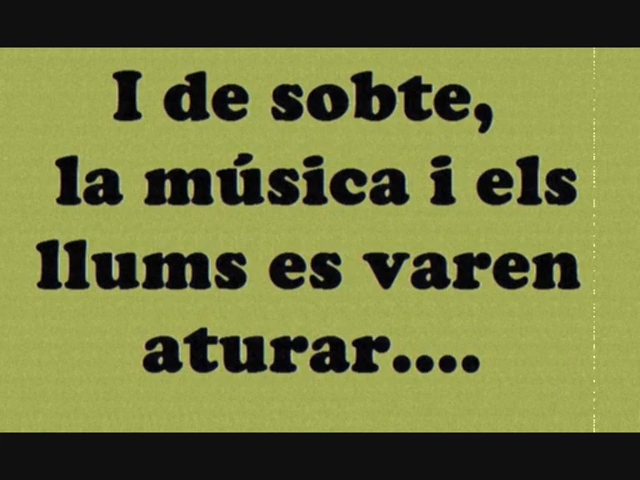 I de sobte,
la música i els
llums es varen
aturar....